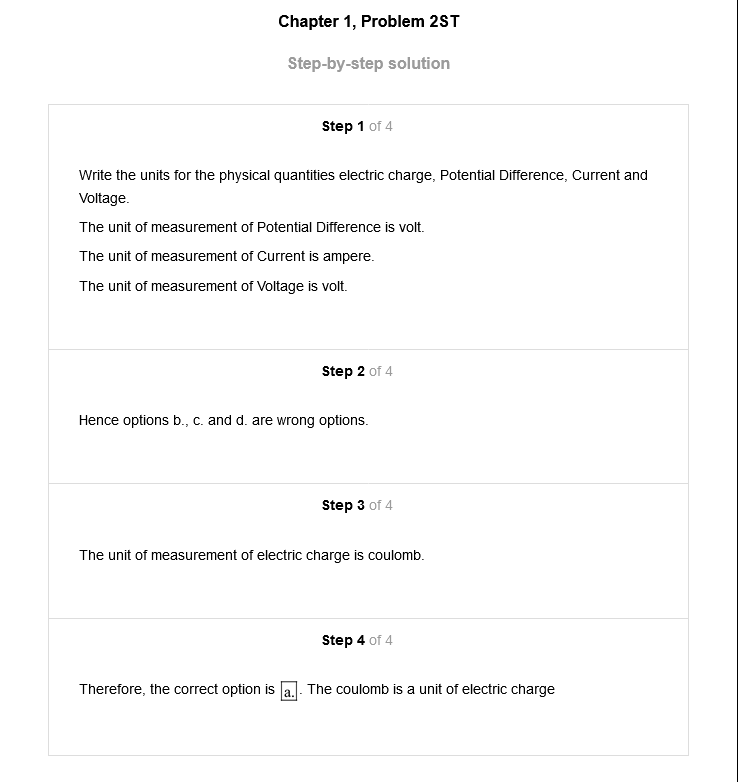 Chapter 1, Problem 2ST
Step-by-step solution
Step 1 of 4
Write the units for the physical quantities electric charge, Potential Difference, Current and
Voltage.
The unit of measurement of Potential Difference is volt.
The unit of measurement of Current is ampere.
The unit of measurement of Voltage is volt.
Step 2 of 4
Hence options b., c. and d. are wrong options.
Step 3 of 4
The unit of measurement of electric charge is coulomb.
Step 4 of 4
Therefore, the correct option is a. . The coulomb is a unit of electric charge